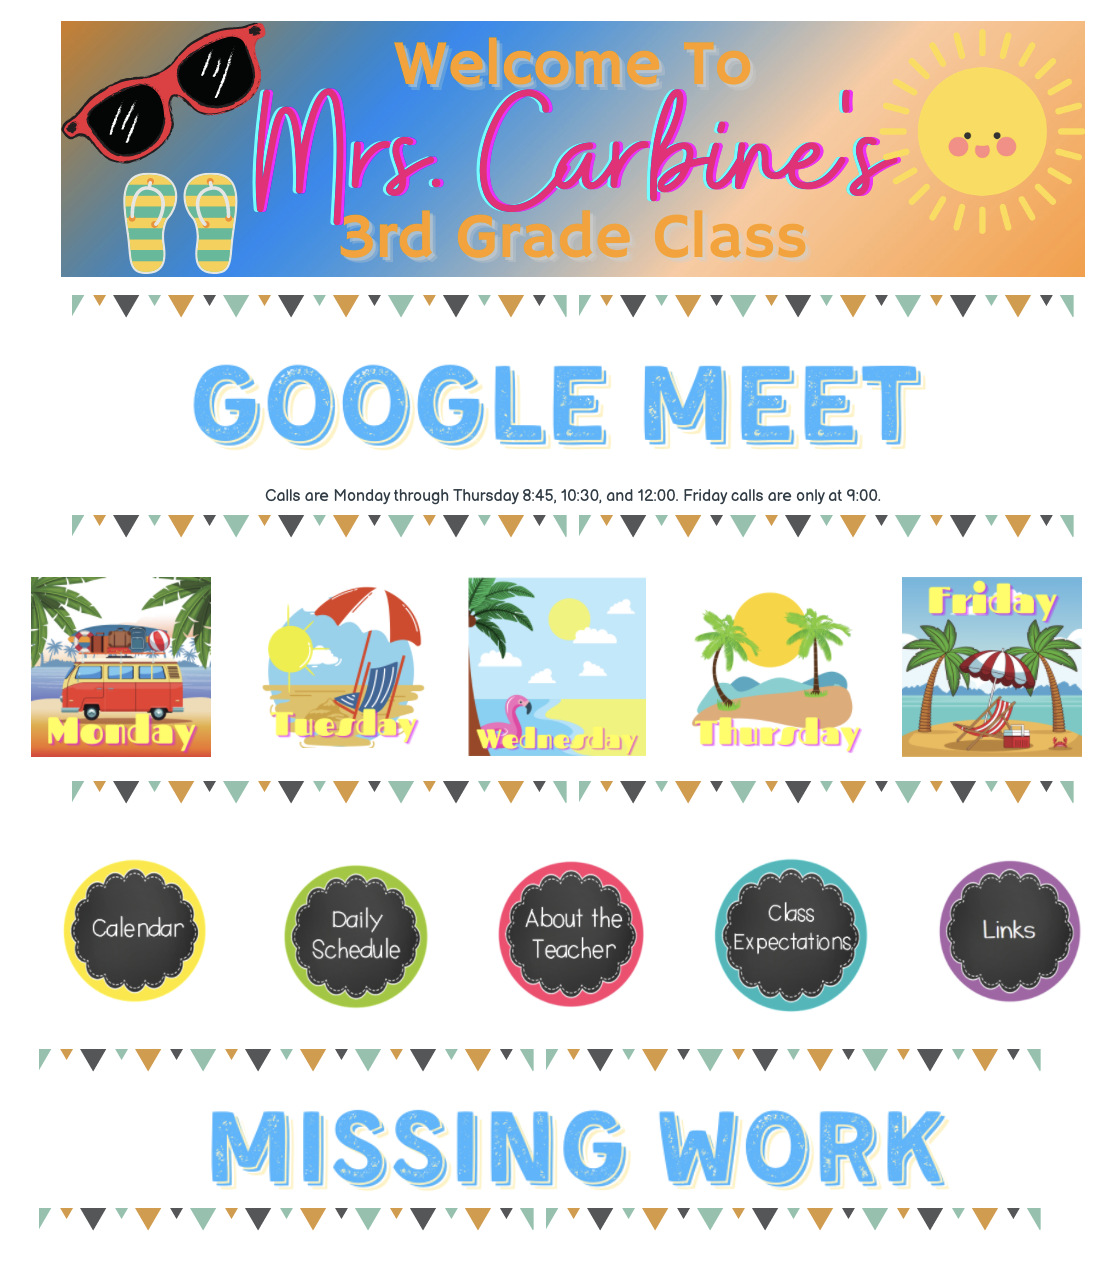 Welcome To
Mrs. Carbine's
3rd Grade Class
GOOGLE MEET
Calls are Monday through Thursday 8:45, 10:30, and 12:00. Friday calls are only at 9:00.
Monday
Tuesday
Wednesday
Thursday
Friday
Calendar
Daily
Schedule
About the
Teacher
Class
Expectations
Links
MISSING WORK